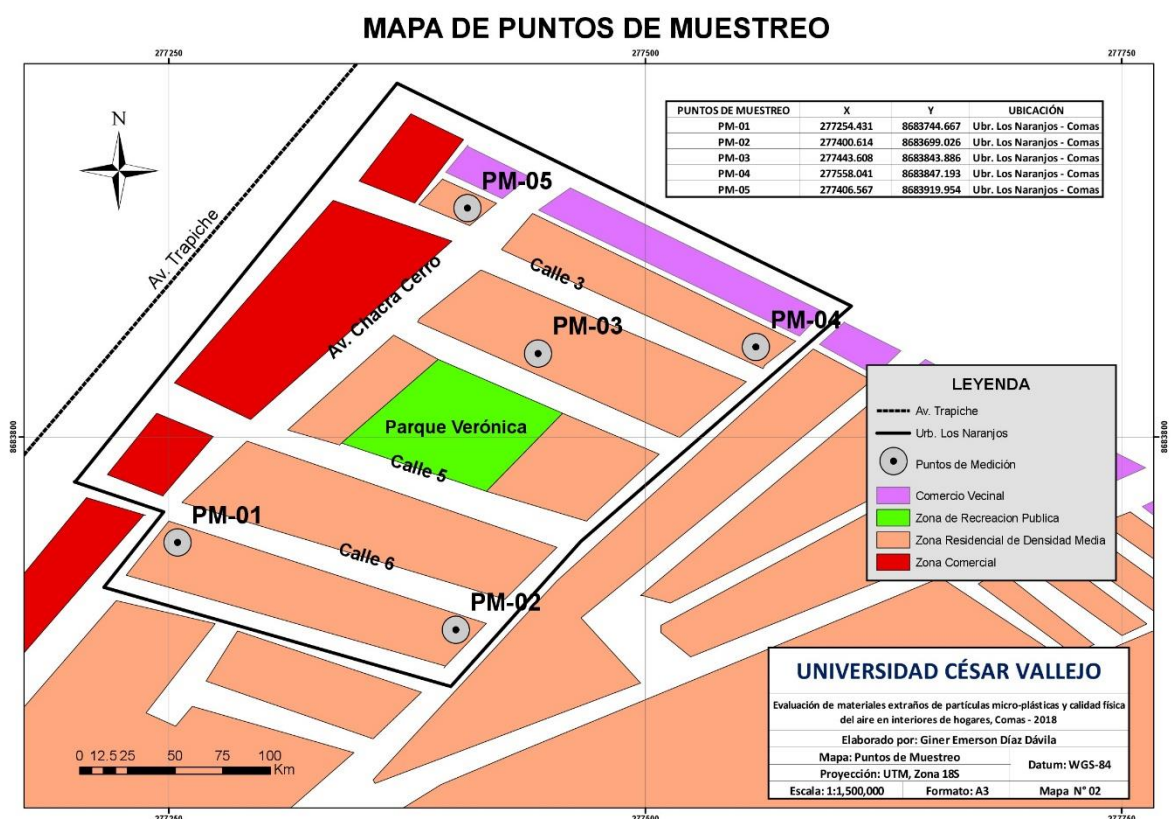 MAPA DE PUNTOS DE MUESTREO
277250 277500 277750
PUNTOS DE MUESTREO X Y UBICACIÓN
PM-01 277254.431 8683744.667 Ubr. Los Naranjos - Comas
PM-02 277400.614 8683699.026 Ubr. Los Naranjos - Comas
PM-03 277443.608 8683843.886 Ubr. Los Naranjos - Comas
PM-04 277558.041 8683847.193 Ubr. Los Naranjos - Comas
PM-05 277406.567 8683919.954 Ubr. Los Naranjos - Comas
N
PM-05
Av. Trapiche
Calle 3
Av. Chacra Cerro
PM-03
PM-04
Parque Verónica
8683800
8683800
Calle 5
PM-01
Calle 6
PM-02
LEYENDA
Av. Trapiche
Urb. Los Naranjos
Puntos de Medición
Comercio Vecinal
Zona de Recreacion Publica
Zona Residencial de Densidad Media
Zona Comercial
UNIVERSIDAD CÉSAR VALLEJO
Evaluación de materiales extraños de partículas micro-plásticas y calidad física
del aire en interiores de hogares, Comas - 2018
Elaborado por: Giner Emerson Díaz Dávila
Mapa: Puntos de Muestreo
Datum: WGS-84
Proyección: UTM, Zona 18S
Escala: 1:1,500,000 Formato: A3 Mapa N° 02
0 12.5 25 50 75 100
Km
277250 277500 277750